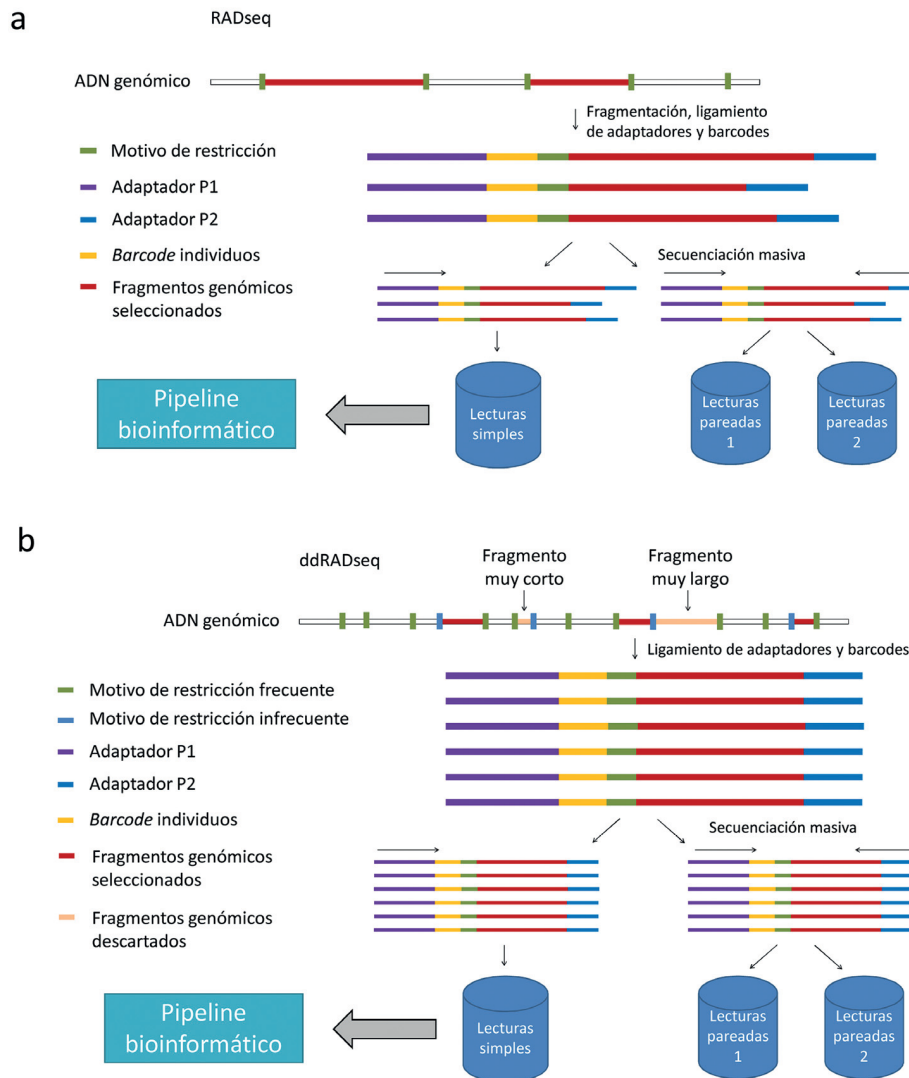 a
RADseq
ADN genómico
Fragmentación, ligamiento
de adaptadores y barcodes
Motivo de restricción
Adaptador P1
Adaptador P2
Barcode individuos
Fragmentos genómicos
seleccionados
Secuenciación masiva
Pipeline
bioinformático
Lecturas
simples
Lecturas
pareadas
1
Lecturas
pareadas
2
b
ddRADseq
Fragmento
muy corto
Fragmento
muy largo
ADN genómico
Ligamiento de adaptadores y barcodes
Motivo de restricción frecuente
Motivo de restricción infrecuente
Adaptador P1
Adaptador P2
Barcode individuos
Fragmentos genómicos
seleccionados
Fragmentos genómicos
descartados
Secuenciación masiva
Pipeline
bioinformático
Lecturas
simples
Lecturas
pareadas
1
Lecturas
pareadas
2